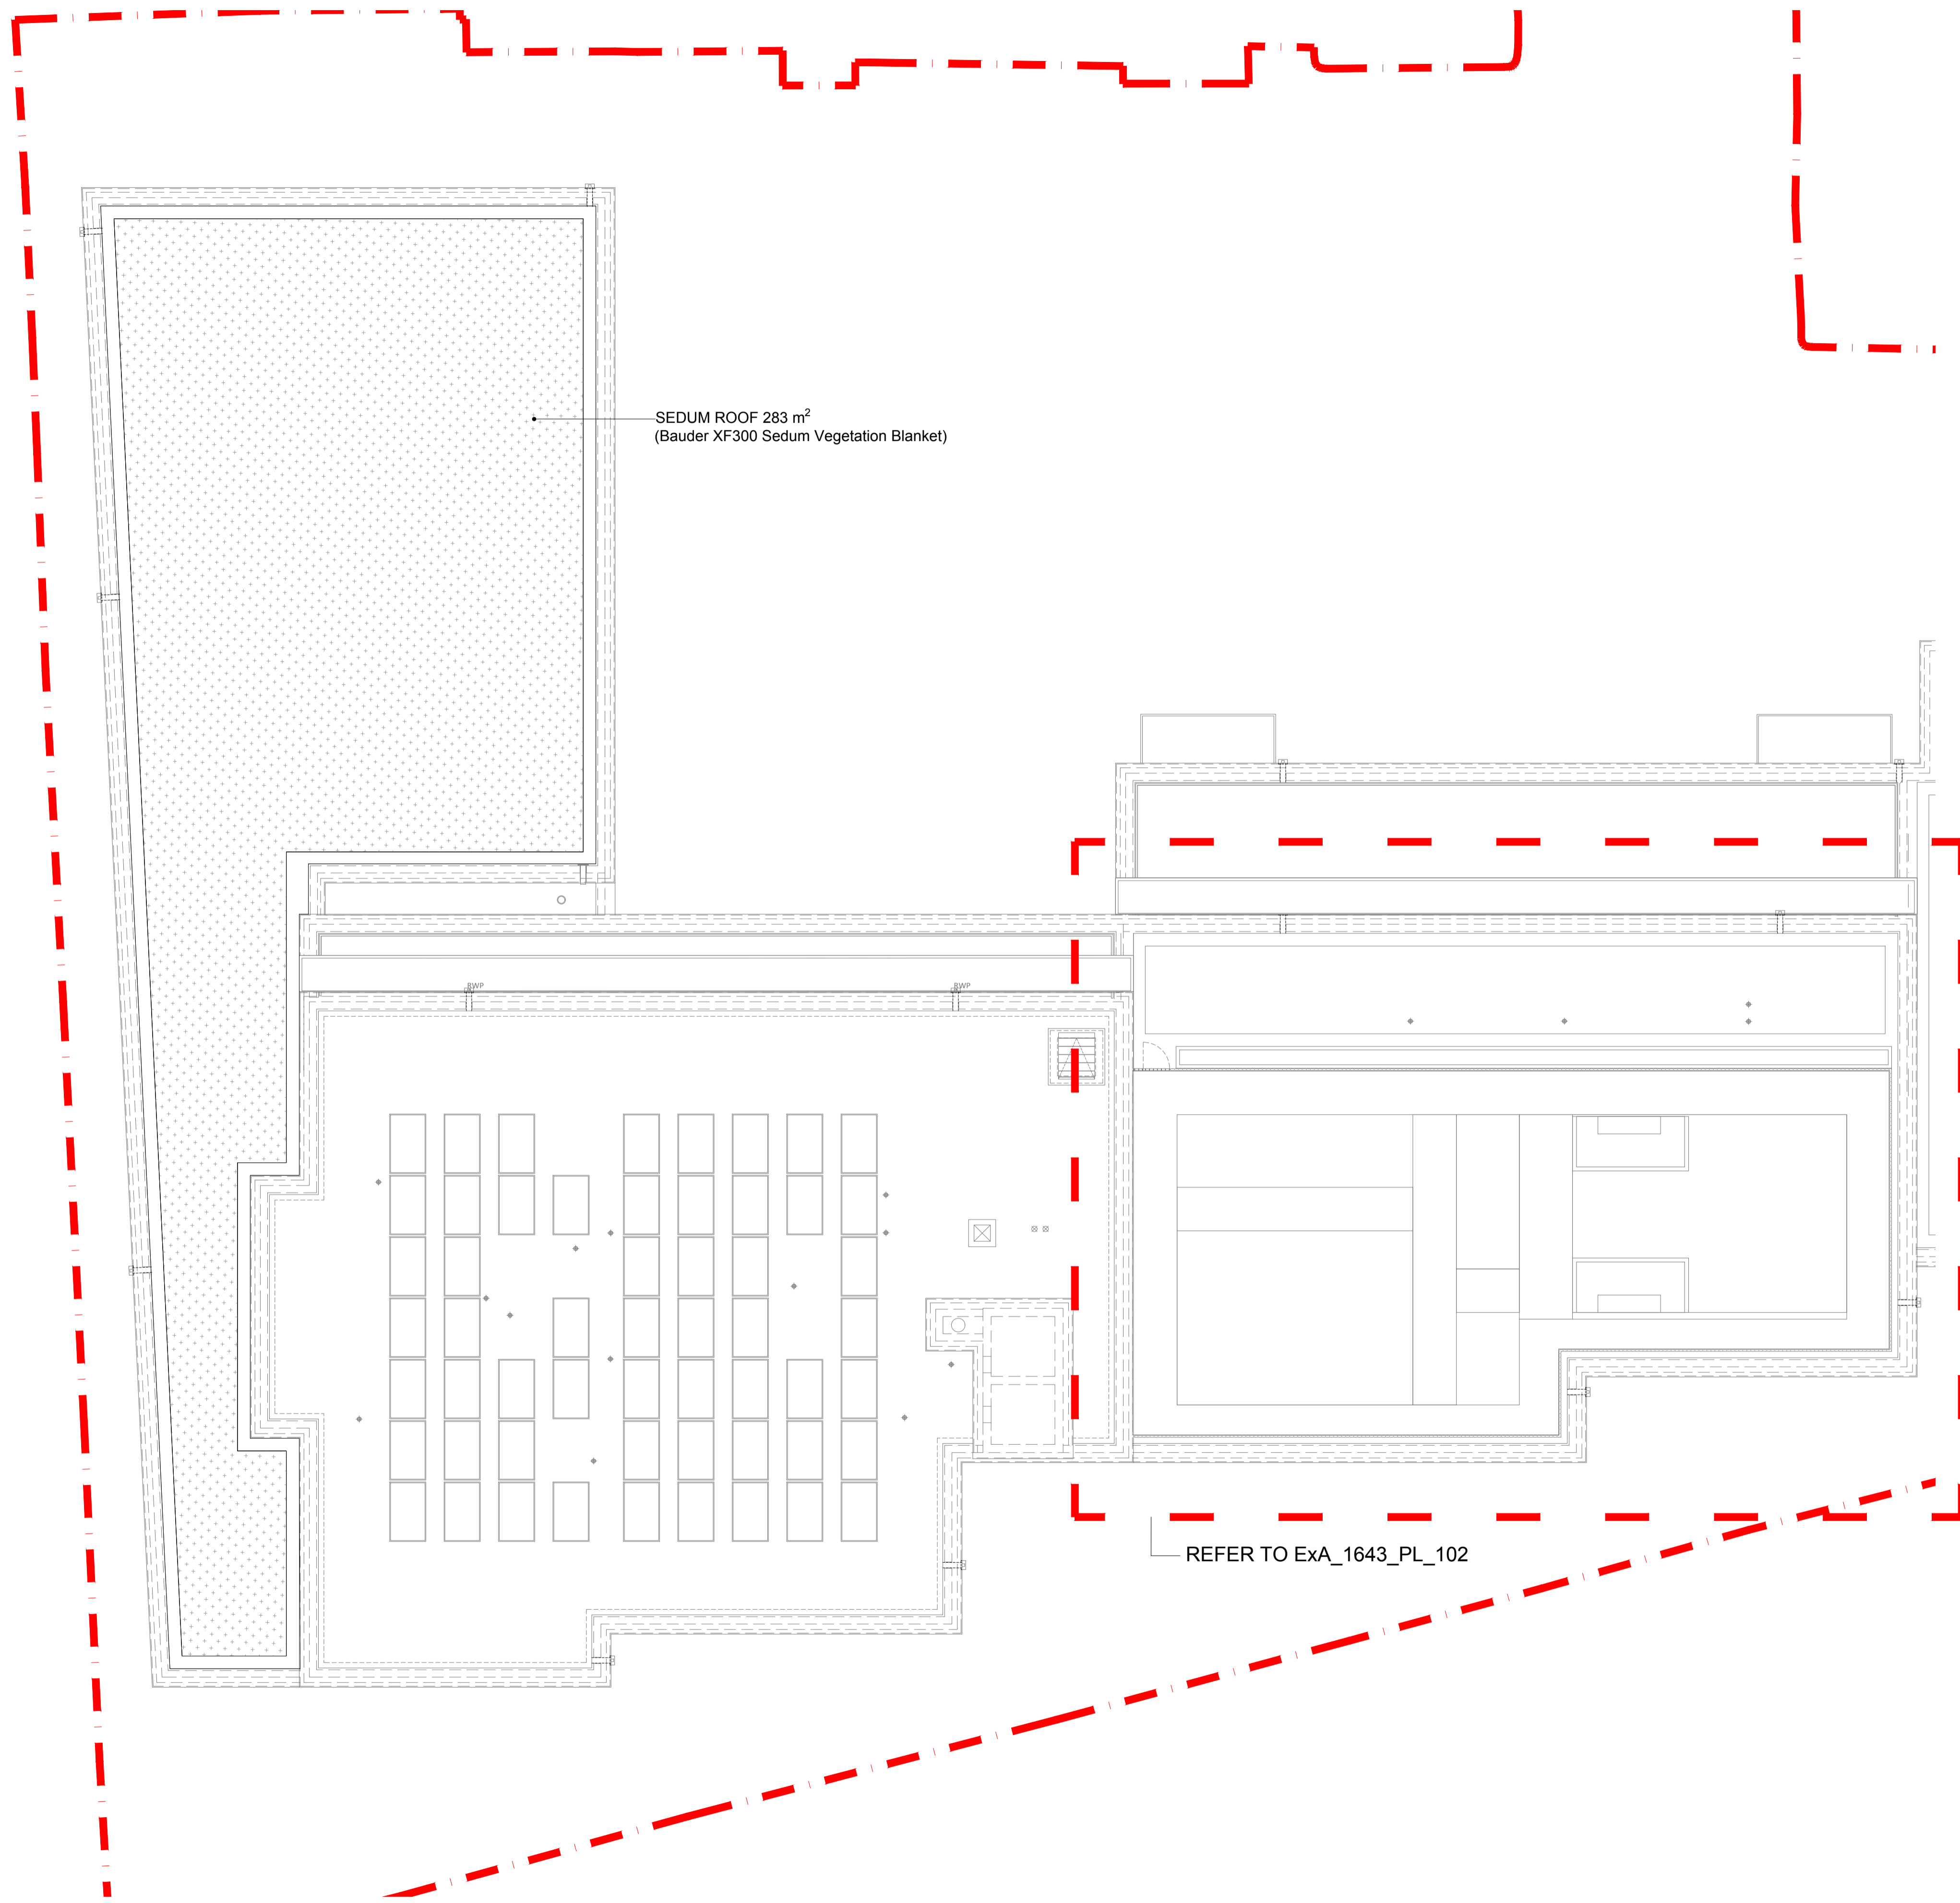 SEDUM ROOF 283 m²
(Bauder XF300 Sedum Vegetation Blanket)
RWP RWP
REFER TO ExA_1643_PL_102